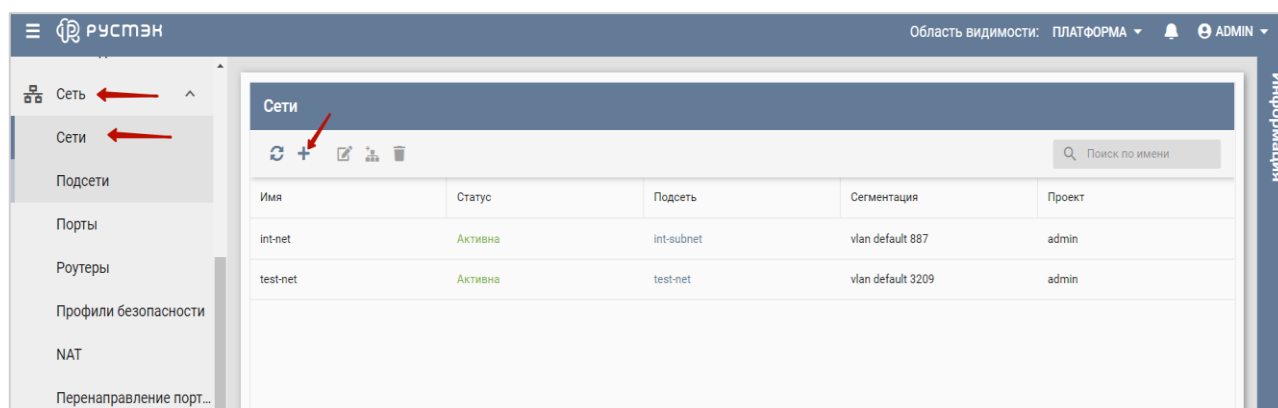 РУСТЭК
Область видимости: ПЛАТФОРМА
ADMIN
Сеть
Сети
Подсети
Порты
Роутеры
Профили безопасности
NAT
Перенаправление порт...
Сети
Поиск по имени
Имя Статус Подсеть Сегментация Проект
int-net Активна int-subnet vlan default 887 admin
test-net Активна test-net vlan default 3209 admin
Информация